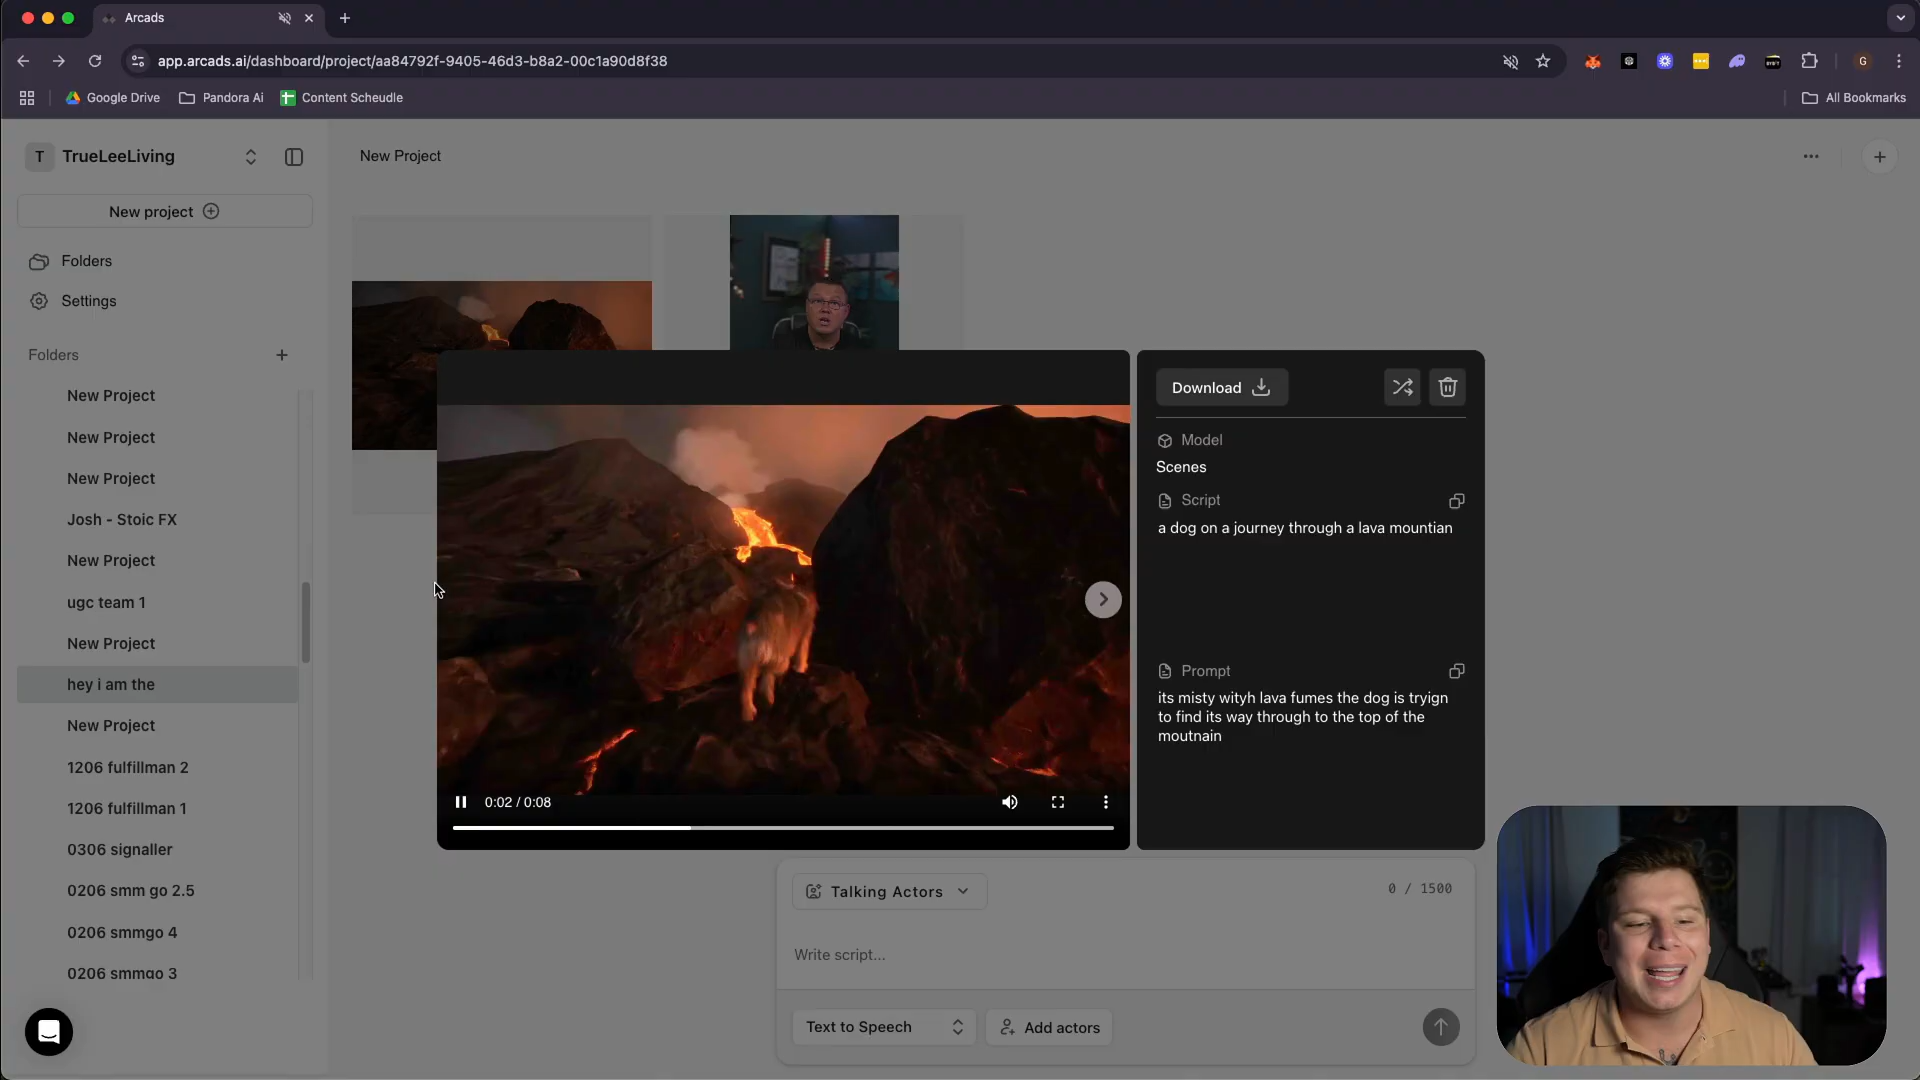 Arcads
app.arcads.ai/dashboard/project/aa84792f-9405-46d3-b8a2-00c1a90d8f38
G
Google Drive
Pandora Ai
Content Scheudle
All Bookmarks
T
TrueLeeLiving
New project
Folders
Settings
Folders
New Project
New Project
New Project
Josh - Stoic FX
New Project
ugc team 1
New Project
hey i am the
New Project
1206 fulfillman 2
1206 fulfillman 1
0306 signaller
0206 smm go 2.5
0206 smmgo 4
0206 smmgo 3
New Project
0:02 / 0:08
Download
Model
Scenes
Script
a dog on a journey through a lava mountian
Prompt
its misty wityh lava fumes the dog is tryign
to find its way through to the top of the
moutnain
Talking Actors
0 / 1500
Write script...
Text to Speech
Add actors